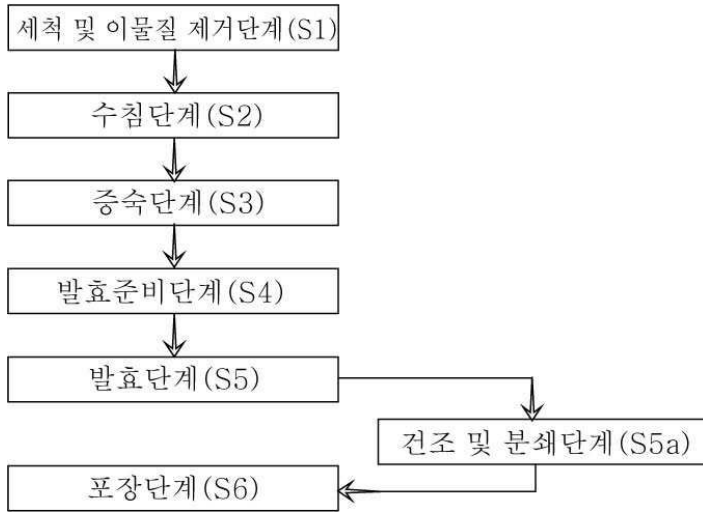 세척 및 이물질 제거단계(S1)
수침단계(S2)
증숙단계(S3)
발효준비단계(S4)
발효단계(S5)
건조 및 분쇄단계(S5a)
포장단계(S6)